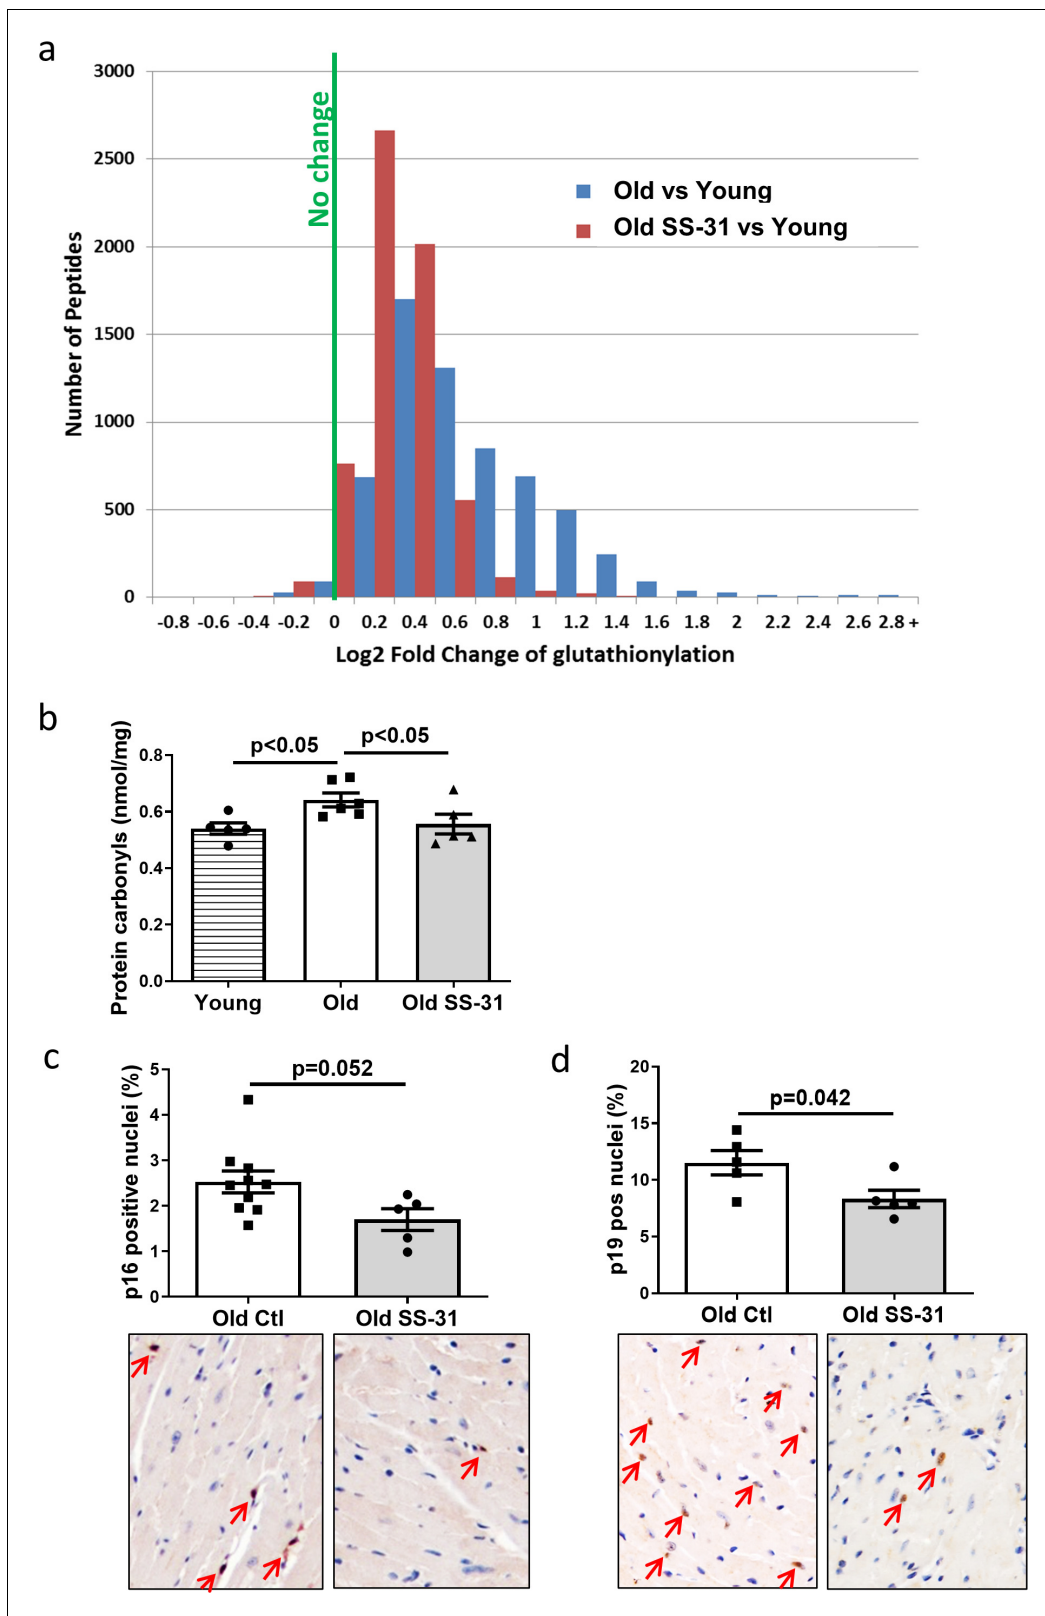 a
3000
2500
2000
1500
1000
500
0
Number of Peptides
No change
Old vs Young
Old SS-31 vs Young
-0.8 -0.6 -0.4 -0.2 0 0.2 0.4 0.6 0.8 1 1.2 1.4 1.6 1.8 2 2.2 2.4 2.6 2.8 +
Log2 Fold Change of glutathionylation
b
Protein carbonyls (nmol/mg)
0.8
0.6
0.4
0.2
0.0
p<0.05
p<0.05
Young Old Old SS-31
c
p16 positive nuclei (%)
5
4
3
2
1
0
p=0.052
Old Ctl Old SS-31
d
p19 pos nuclei (%)
20
15
10
5
0
p=0.042
Old Ctl Old SS-31